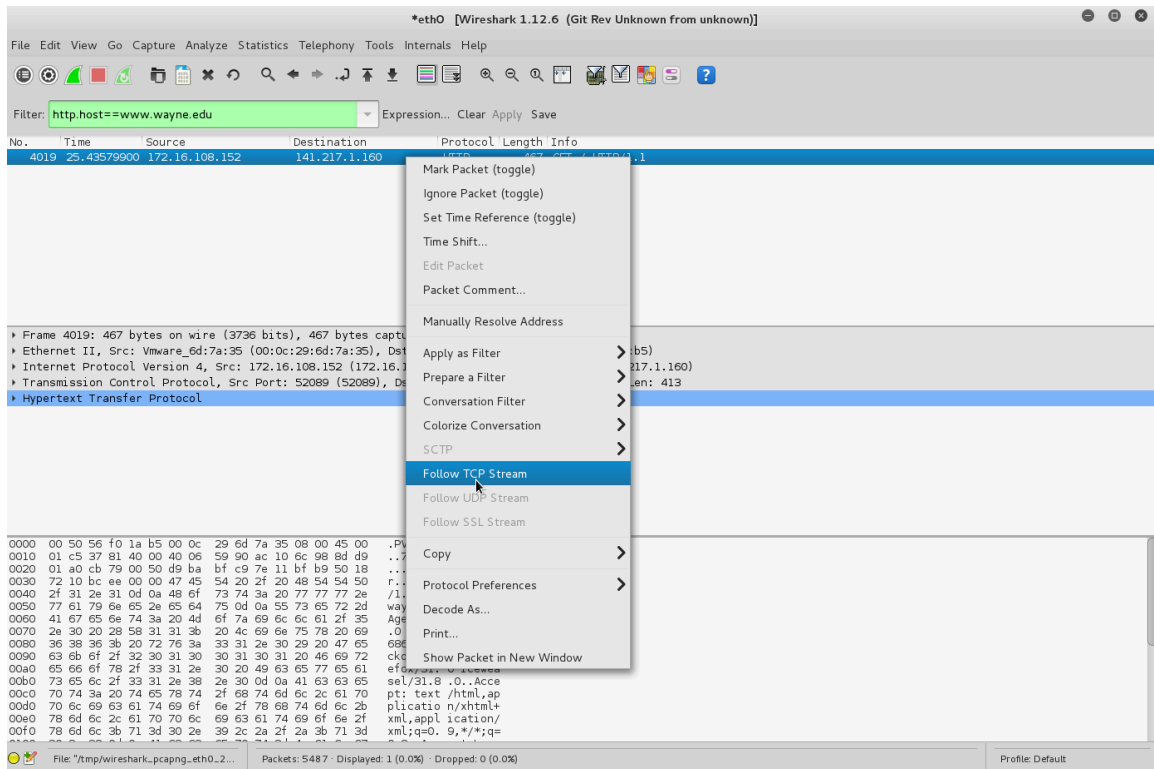 *eth0 [Wireshark 1.12.6 (Git Rev Unknown from unknown)]
File Edit View Go Capture Analyze Statistics Telephony Tools Internals Help
Filter: http.host==www.wayne.edu Expression... Clear Apply Save
No. Time Source Destination Protocol Length Info
4019 25.43579900 172.16.108.152 141.217.1.160 HTTP 467 GET / HTTP/1.1
Mark Packet (toggle)
Ignore Packet (toggle)
Set Time Reference (toggle)
Time Shift...
Edit Packet
Packet Comment...
Manually Resolve Address
Apply as Filter
Prepare a Filter
Conversation Filter
Colorize Conversation
SCTP
Follow TCP Stream
Follow UDP Stream
Follow SSL Stream
Copy
Protocol Preferences
Decode As...
Print...
Show Packet in New Window
Frame 4019: 467 bytes on wire (3736 bits), 467 bytes captu
Ethernet II, Src: Vmware_6d:7a:35 (00:0c:29:6d:7a:35), Dst :b5)
Internet Protocol Version 4, Src: 172.16.108.152 (172.16.1 217.1.160)
Transmission Control Protocol, Src Port: 52089 (52089), Ds Len: 413
Hypertext Transfer Protocol
0000 00 50 56 f0 1a b5 00 0c 29 6d 7a 35 08 00 45 00 .PV
0010 01 c5 37 81 40 00 40 06 59 90 ac 10 6c 98 8d d9 ..7
0020 01 a0 cb 79 00 50 d9 ba bf c9 7e 11 bf b9 50 18 ...
0030 72 10 bc ee 00 00 47 45 54 20 2f 20 48 54 54 50 r..
0040 2f 31 2e 31 0d 0a 48 6f 73 74 3a 20 77 77 77 2e /1.
0050 77 61 79 6e 65 2e 65 64 75 0d 0a 55 73 65 72 2d way
0060 41 67 65 6e 74 3a 20 4d 6f 7a 69 6c 6c 61 2f 35 Age
0070 2e 30 20 28 58 31 31 3b 20 4c 69 6e 75 78 20 69 .0
0080 36 38 36 3b 20 72 76 3a 33 31 2e 30 29 20 47 65 686
0090 63 6b 6f 2f 32 30 31 30 30 31 30 31 20 46 69 72 cko
00a0 65 66 6f 78 2f 33 31 2e 30 20 49 63 65 77 65 61 efox/31. 0 Icewea
00b0 73 65 6c 2f 33 31 2e 38 2e 30 0d 0a 41 63 63 65 sel/31.8 .0..Acce
00c0 70 74 3a 20 74 65 78 74 2f 68 74 6d 6c 2c 61 70 pt: text /html,ap
00d0 70 6c 69 63 61 74 69 6f 6e 2f 78 68 74 6d 6c 2b plicatio n/xhtml+
00e0 78 6d 6c 2c 61 70 70 6c 69 63 61 74 69 6f 6e 2f xml,appl ication/
00f0 78 6d 6c 3b 71 3d 30 2e 39 2c 2a 2f 2a 3b 71 3d xml;q=0. 9,*/*;q=
File: "/tmp/wireshark_pcapng_eth0_2... Packets: 5487 · Displayed: 1 (0.0%) · Dropped: 0 (0.0%) Profile: Default